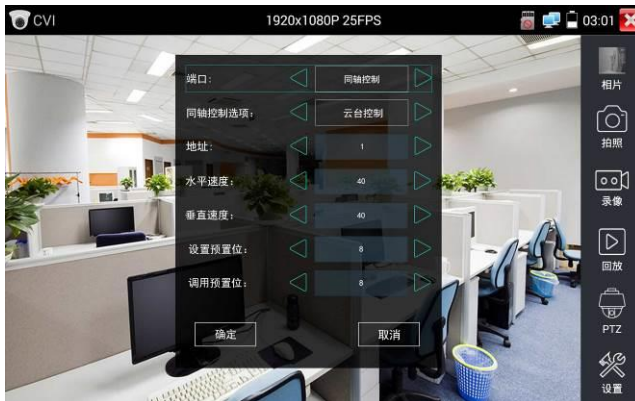 CVI 1920x1080P 25FPS 03:01
端口: 同轴控制
同轴控制选项: 云台控制
地址: 1
水平速度: 40
垂直速度: 40
设置预置位: 8
调用预置位: 8
确定 取消
相片
拍照
录像
回放
PTZ
设置